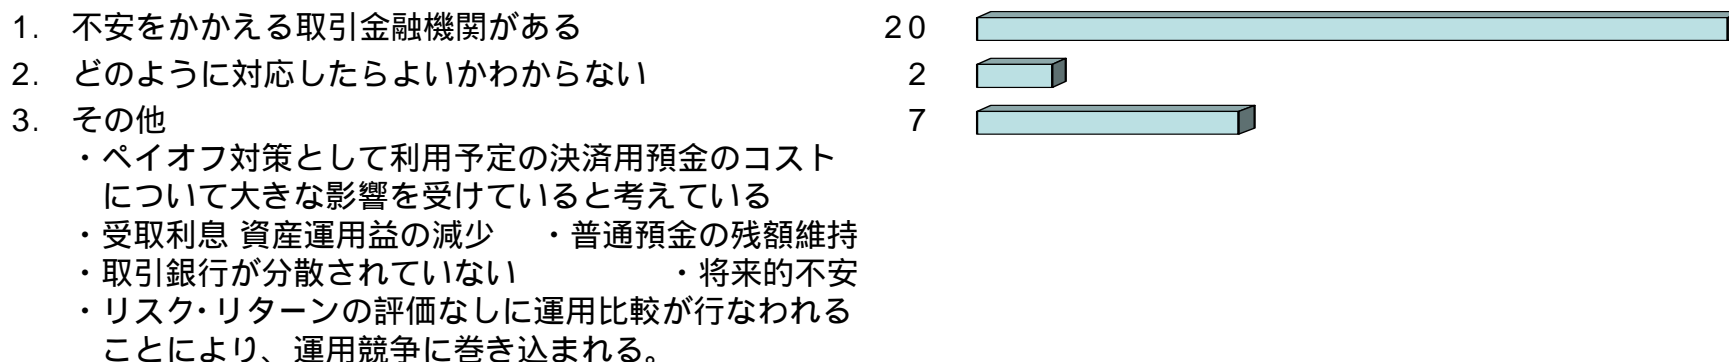 1. 不安をかかえる取引金融機関がある 20
2. どのように対応したらよいかわからない 2
3. その他 7
・ペイオフ対策として利用予定の決済用預金のコスト
について大きな影響を受けていると考えている
・受取利息 資産運用益の減少 ・普通預金の残額維持
・取引銀行が分散されていない ・将来的不安
・リスク・リターンの評価なしに運用比較が行なわれる
ことにより、運用競争に巻き込まれる。